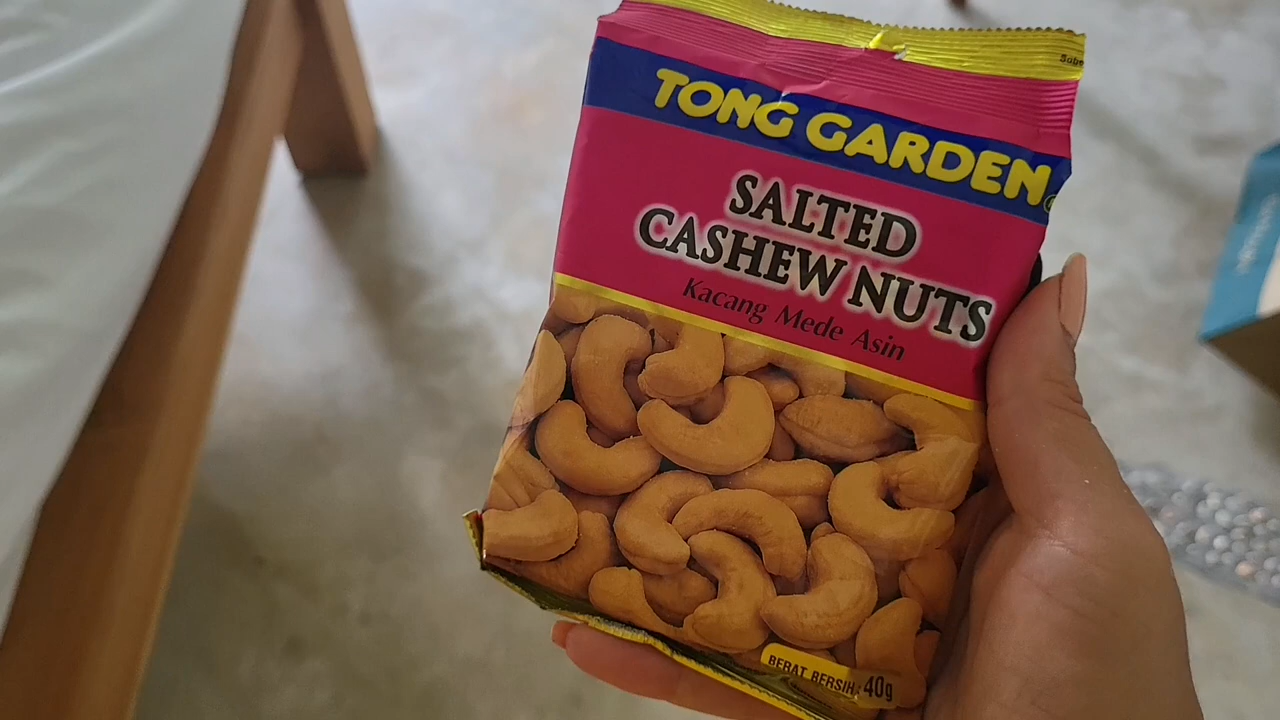 TONG GARDEN
SALTED
CASHEW NUTS
Kacang Mede Asin
BERAT BERSIH: 40g